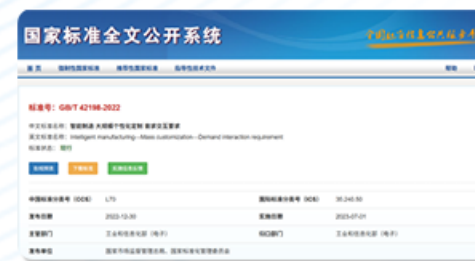 国家标准全文公开系统
首页 强制性国家标准 推荐性国家标准 指导性技术文件 帮助
标准号：GB/T 42198-2022
中文标准名称：智能制造 大规模个性化定制 需求交互要求
英文标准名称：Intelligent manufacturing—Mass customization—Demand interaction requirement
标准状态：现行
在线预览 下载标准
中国标准分类号（CCS） L70 国际标准分类号（ICS） 35.240.50
发布日期 2022-12-30 实施日期 2023-07-01
主管部门 工业和信息化部（电子） 归口部门 工业和信息化部（电子）
发布单位 国家市场监督管理总局、国家标准化管理委员会